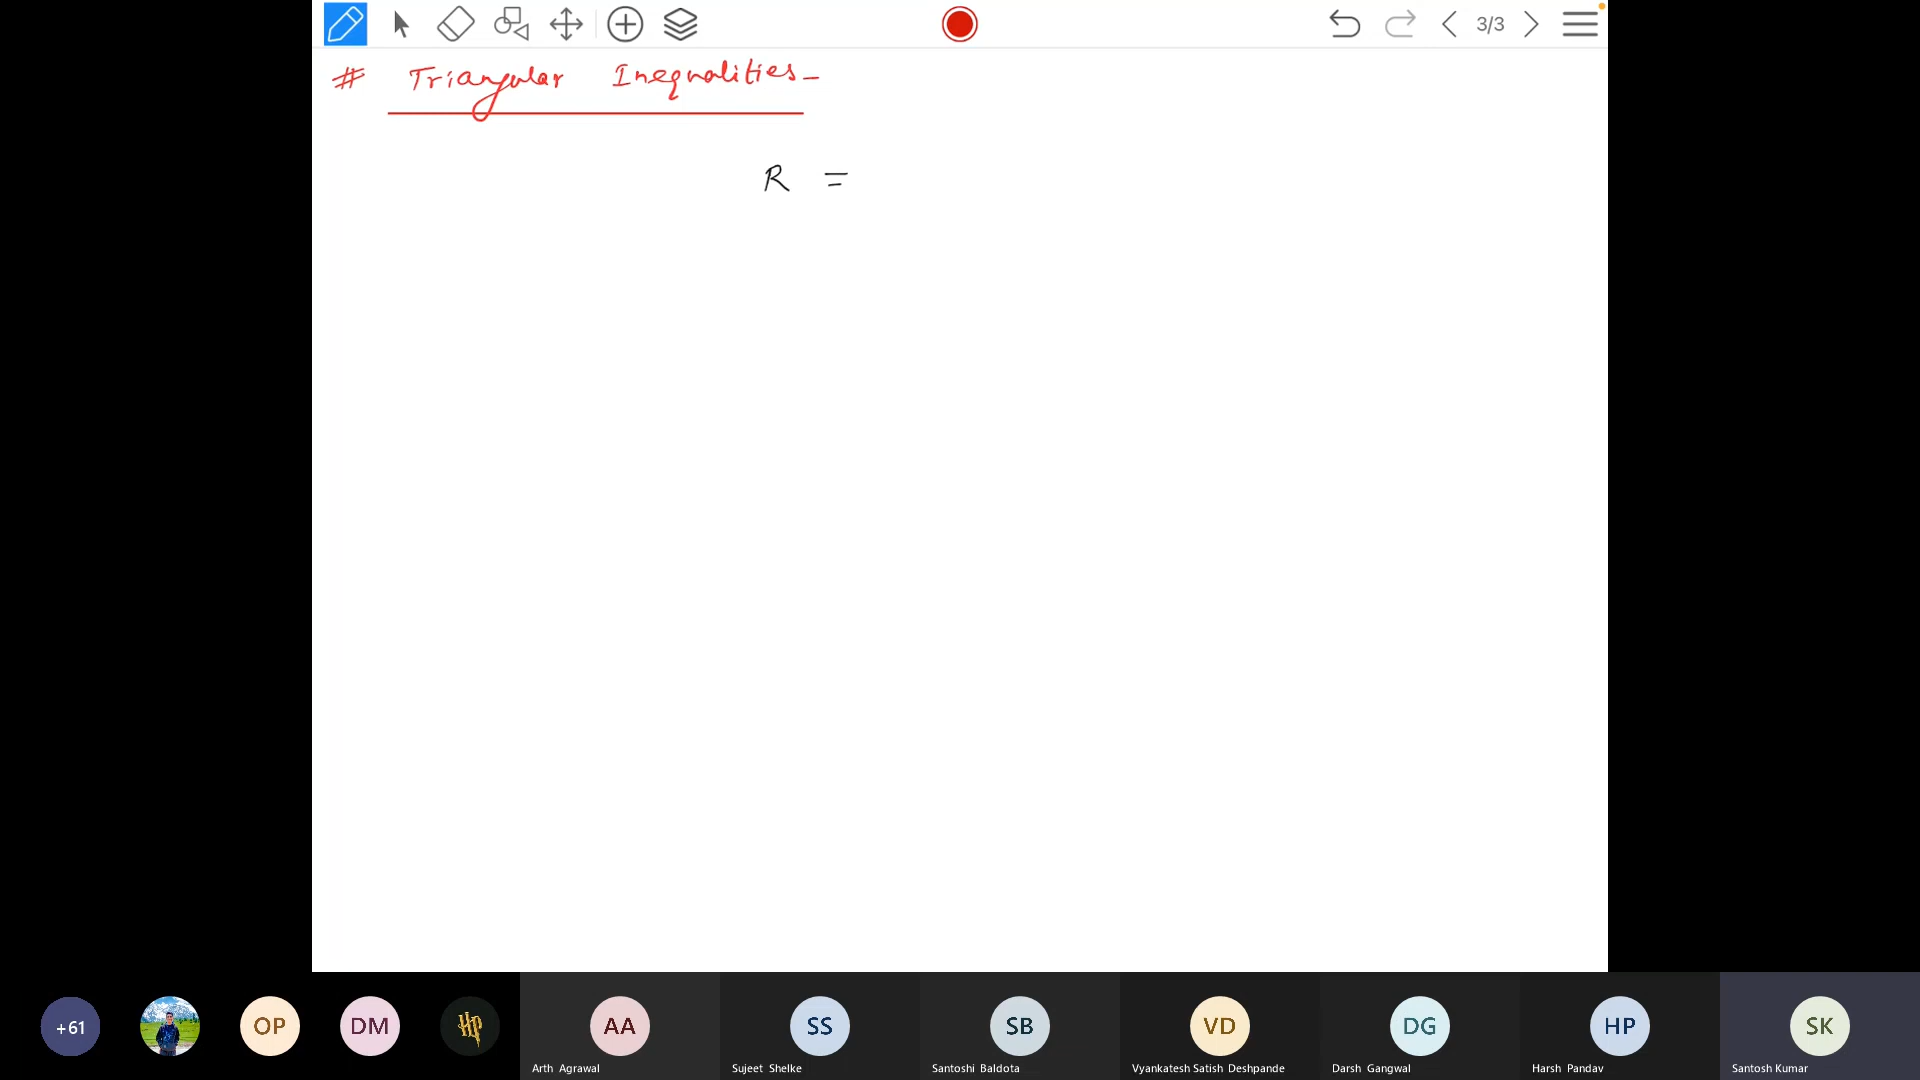 3/3
# Triangular Inequalities -
R =
+61
OP
DM
HP
AA
SS
SB
VD
DG
HP
SK
Arth Agrawal
Sujeet Shelke
Santoshi Baldota
Vyankatesh Satish Deshpande
Darsh Gangwal
Harsh Pandav
Santosh Kumar